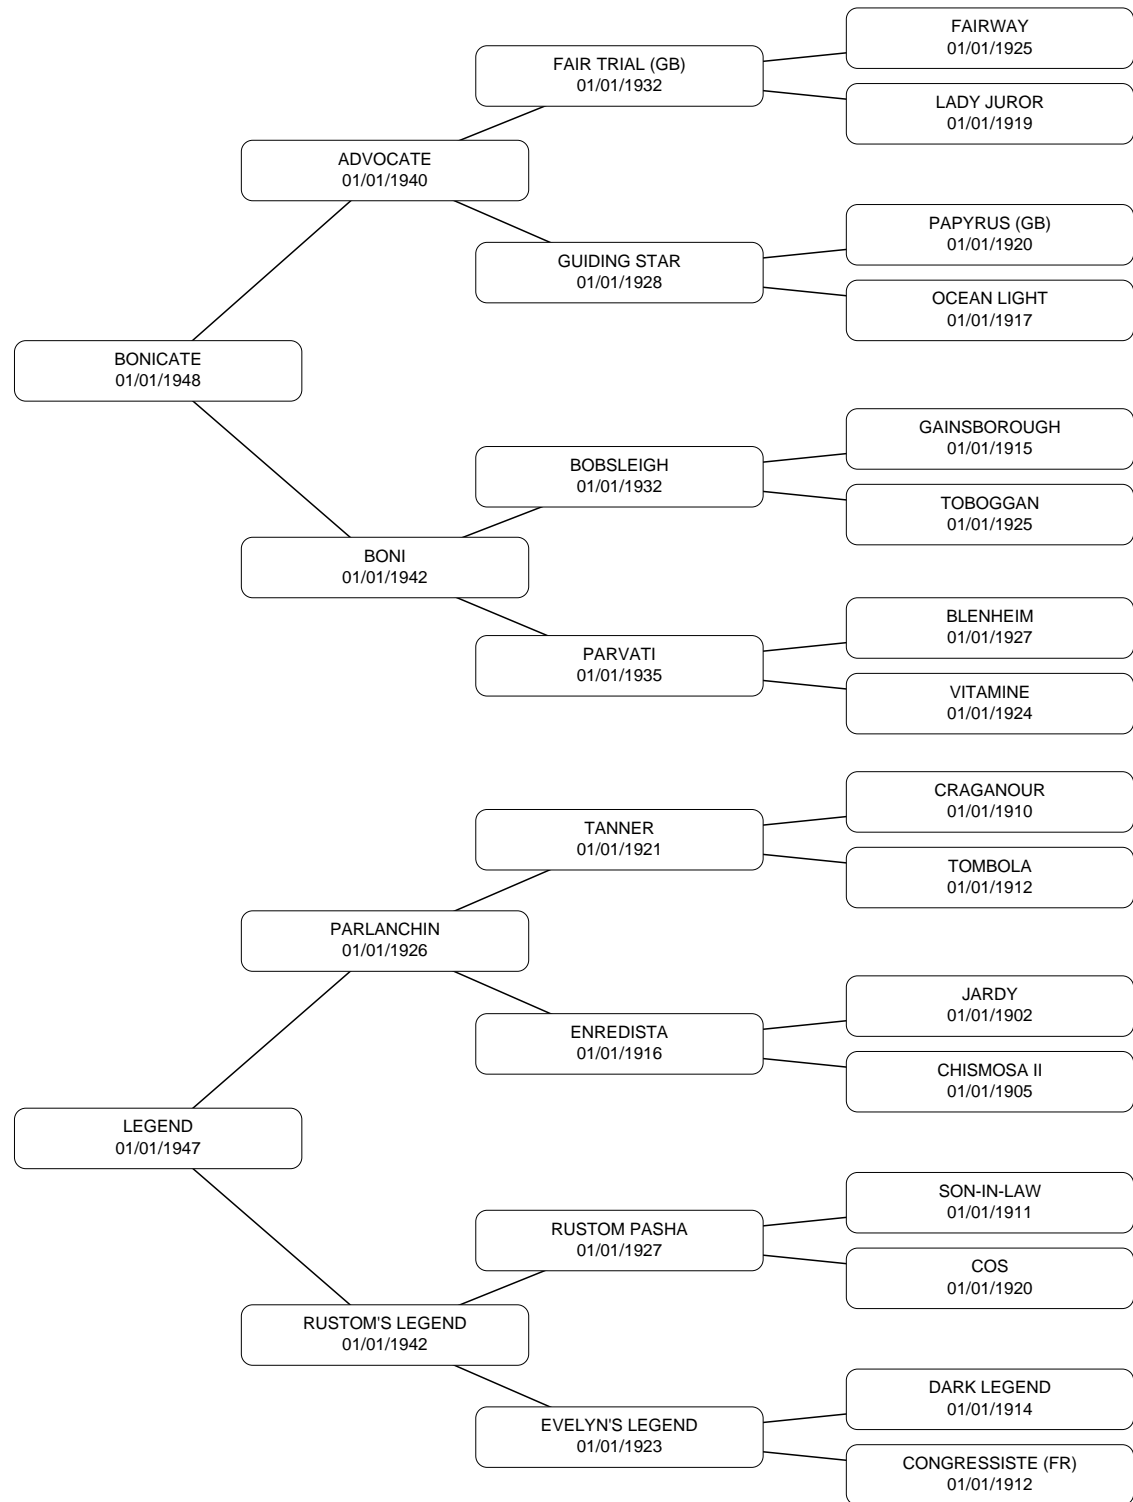 FAIRWAY
01/01/1925
FAIR TRIAL (GB)
01/01/1932
LADY JUROR
01/01/1919
ADVOCATE
01/01/1940
PAPYRUS (GB)
01/01/1920
GUIDING STAR
01/01/1928
OCEAN LIGHT
01/01/1917
BONICATE
01/01/1948
GAINSBOROUGH
01/01/1915
BOBSLEIGH
01/01/1932
TOBOGGAN
01/01/1925
BONI
01/01/1942
BLENHEIM
01/01/1927
PARVATI
01/01/1935
VITAMINE
01/01/1924
CRAGANOUR
01/01/1910
TANNER
01/01/1921
TOMBOLA
01/01/1912
PARLANCHIN
01/01/1926
JARDY
01/01/1902
ENREDISTA
01/01/1916
CHISMOSA II
01/01/1905
LEGEND
01/01/1947
SON-IN-LAW
01/01/1911
RUSTOM PASHA
01/01/1927
COS
01/01/1920
RUSTOM'S LEGEND
01/01/1942
DARK LEGEND
01/01/1914
EVELYN'S LEGEND
01/01/1923
CONGRESSISTE (FR)
01/01/1912